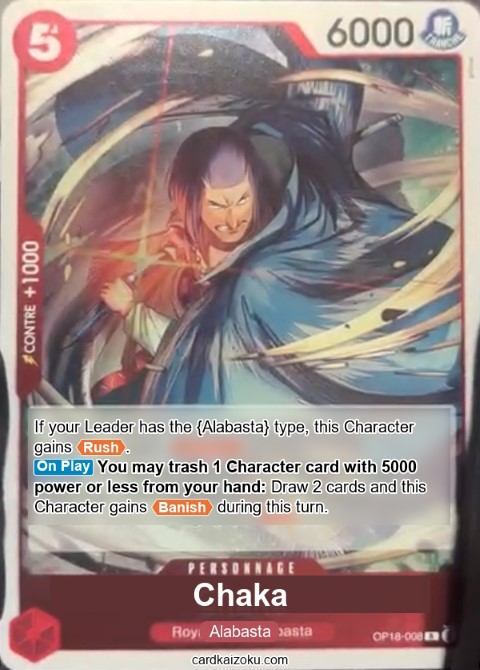 5
6000
斬
TRANCHE
CONTRE +1000
If your Leader has the {Alabasta} type, this Character
gains Rush.
On Play You may trash 1 Character card with 5000
power or less from your hand: Draw 2 cards and this
Character gains Banish during this turn.
PERSONNAGE
Chaka
Alabasta
OP18-008 R
cardkaizoku.com